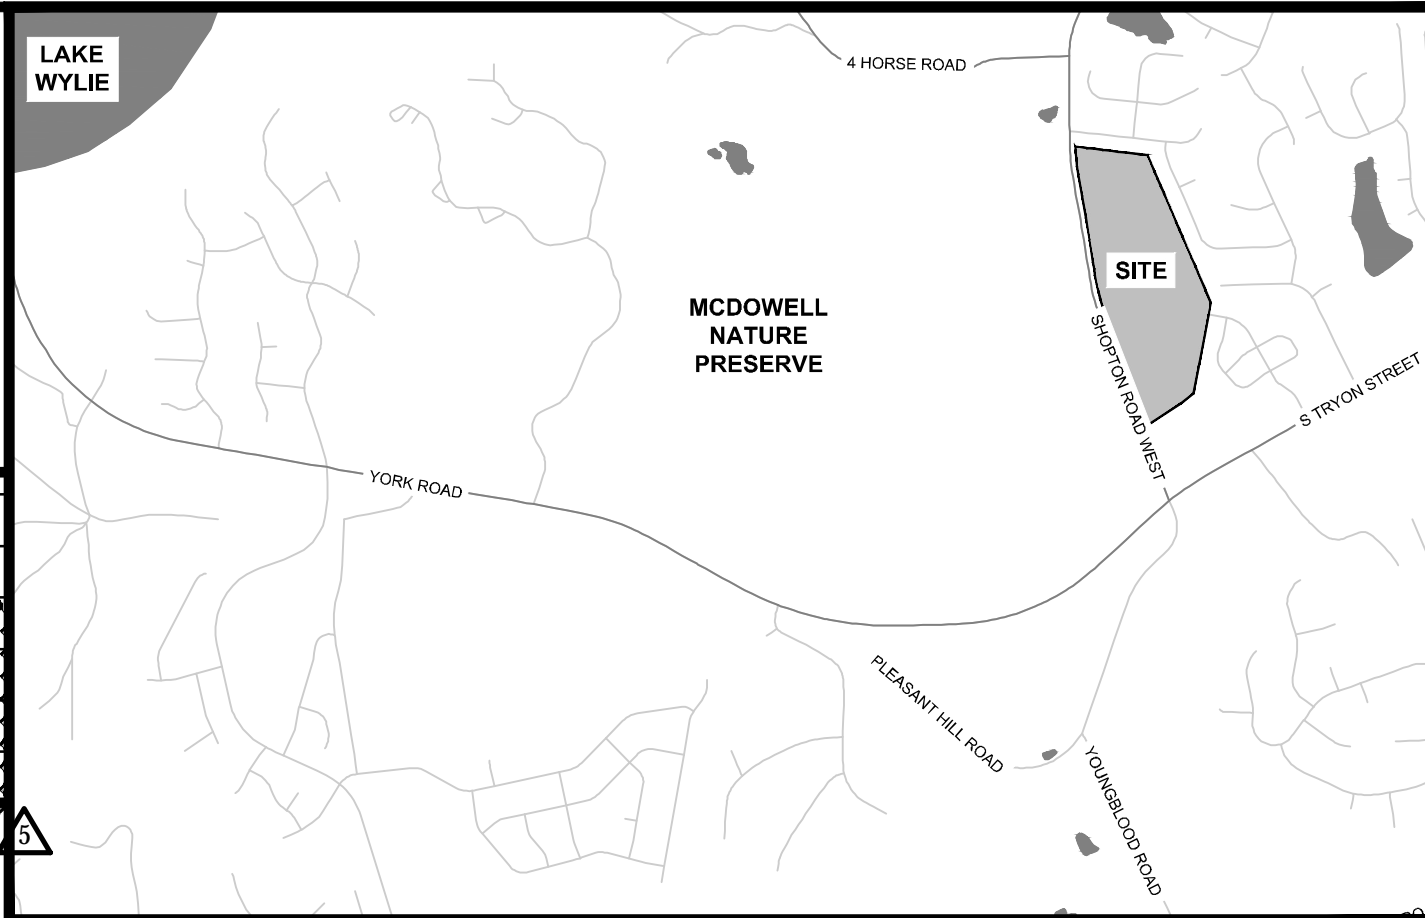 LAKE
WYLIE
4 HORSE ROAD
SITE
MCDOWELL
NATURE
PRESERVE
SHOPTON ROAD WEST
S TRYON STREET
YORK ROAD
PLEASANT HILL ROAD
YOUNGBLOOD ROAD
5